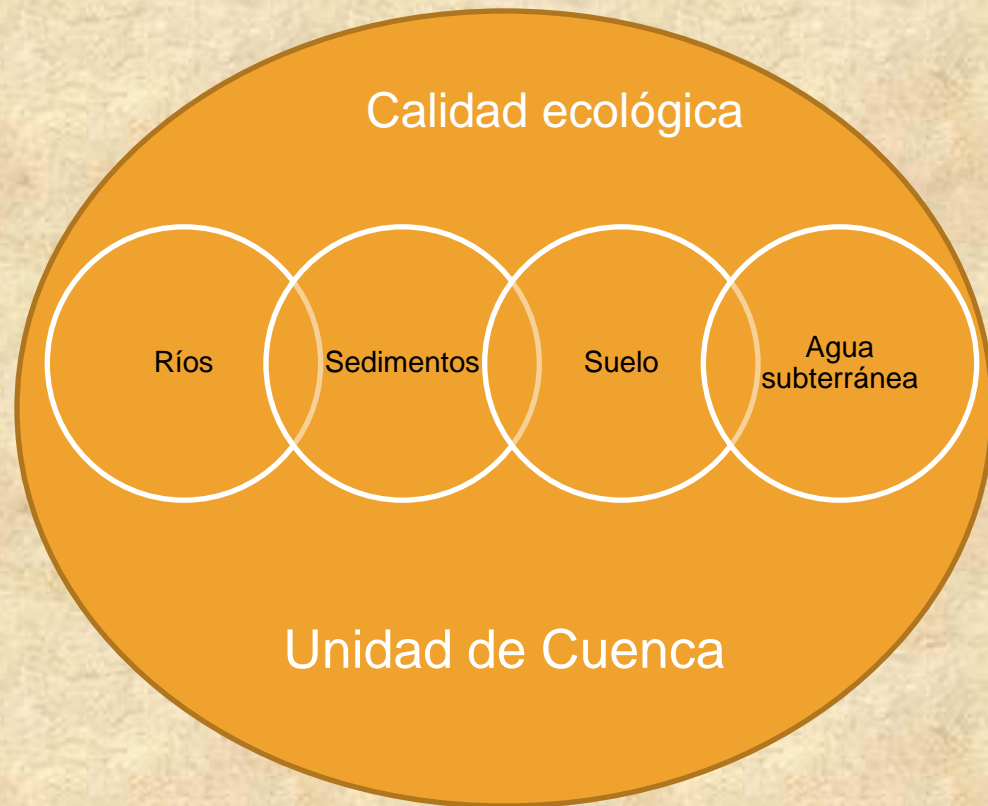 Calidad ecológica
Ríos
Sedimentos
Suelo
Agua
subterránea
Unidad de Cuenca